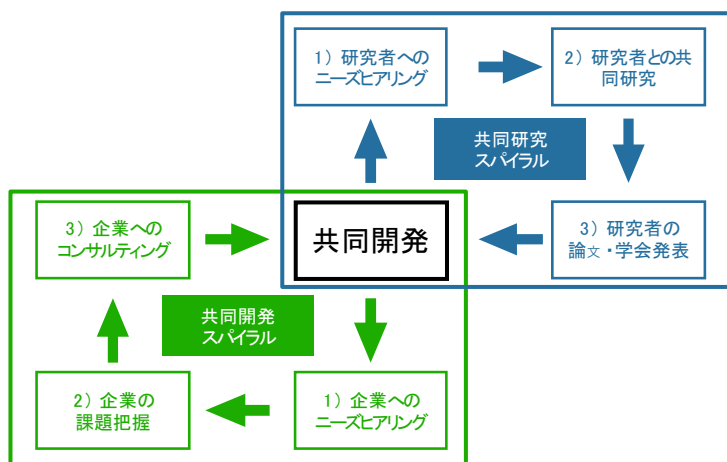 1) 研究者への
ニーズヒアリング
2) 研究者との共
同研究
共同研究
スパイラル
3) 企業への
コンサルティング
共同開発
3) 研究者の
論文・学会発表
共同開発
スパイラル
2) 企業の
課題把握
1) 企業への
ニーズヒアリング